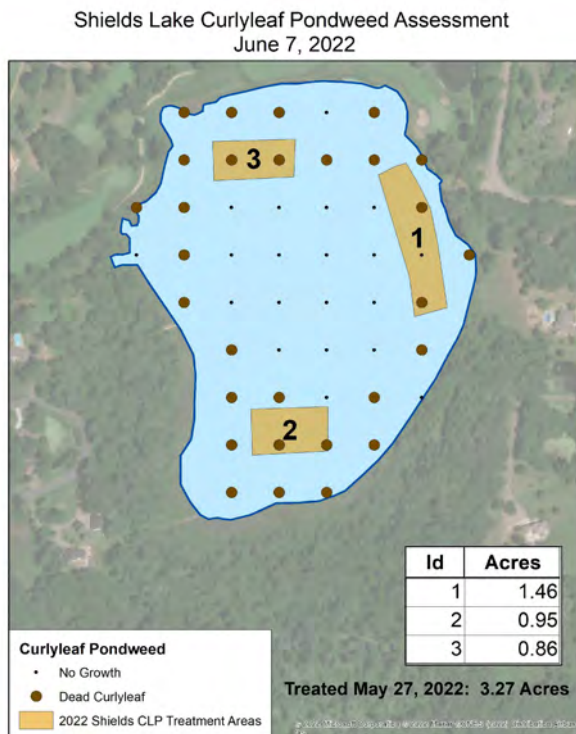 Shields Lake Curlyleaf Pondweed Assessment
June 7, 2022
3
1
2
Id Acres
1 1.46
2 0.95
3 0.86
Curlyleaf Pondweed
No Growth
Dead Curlyleaf
2022 Shields CLP Treatment Areas
Treated May 27, 2022: 3.27 Acres